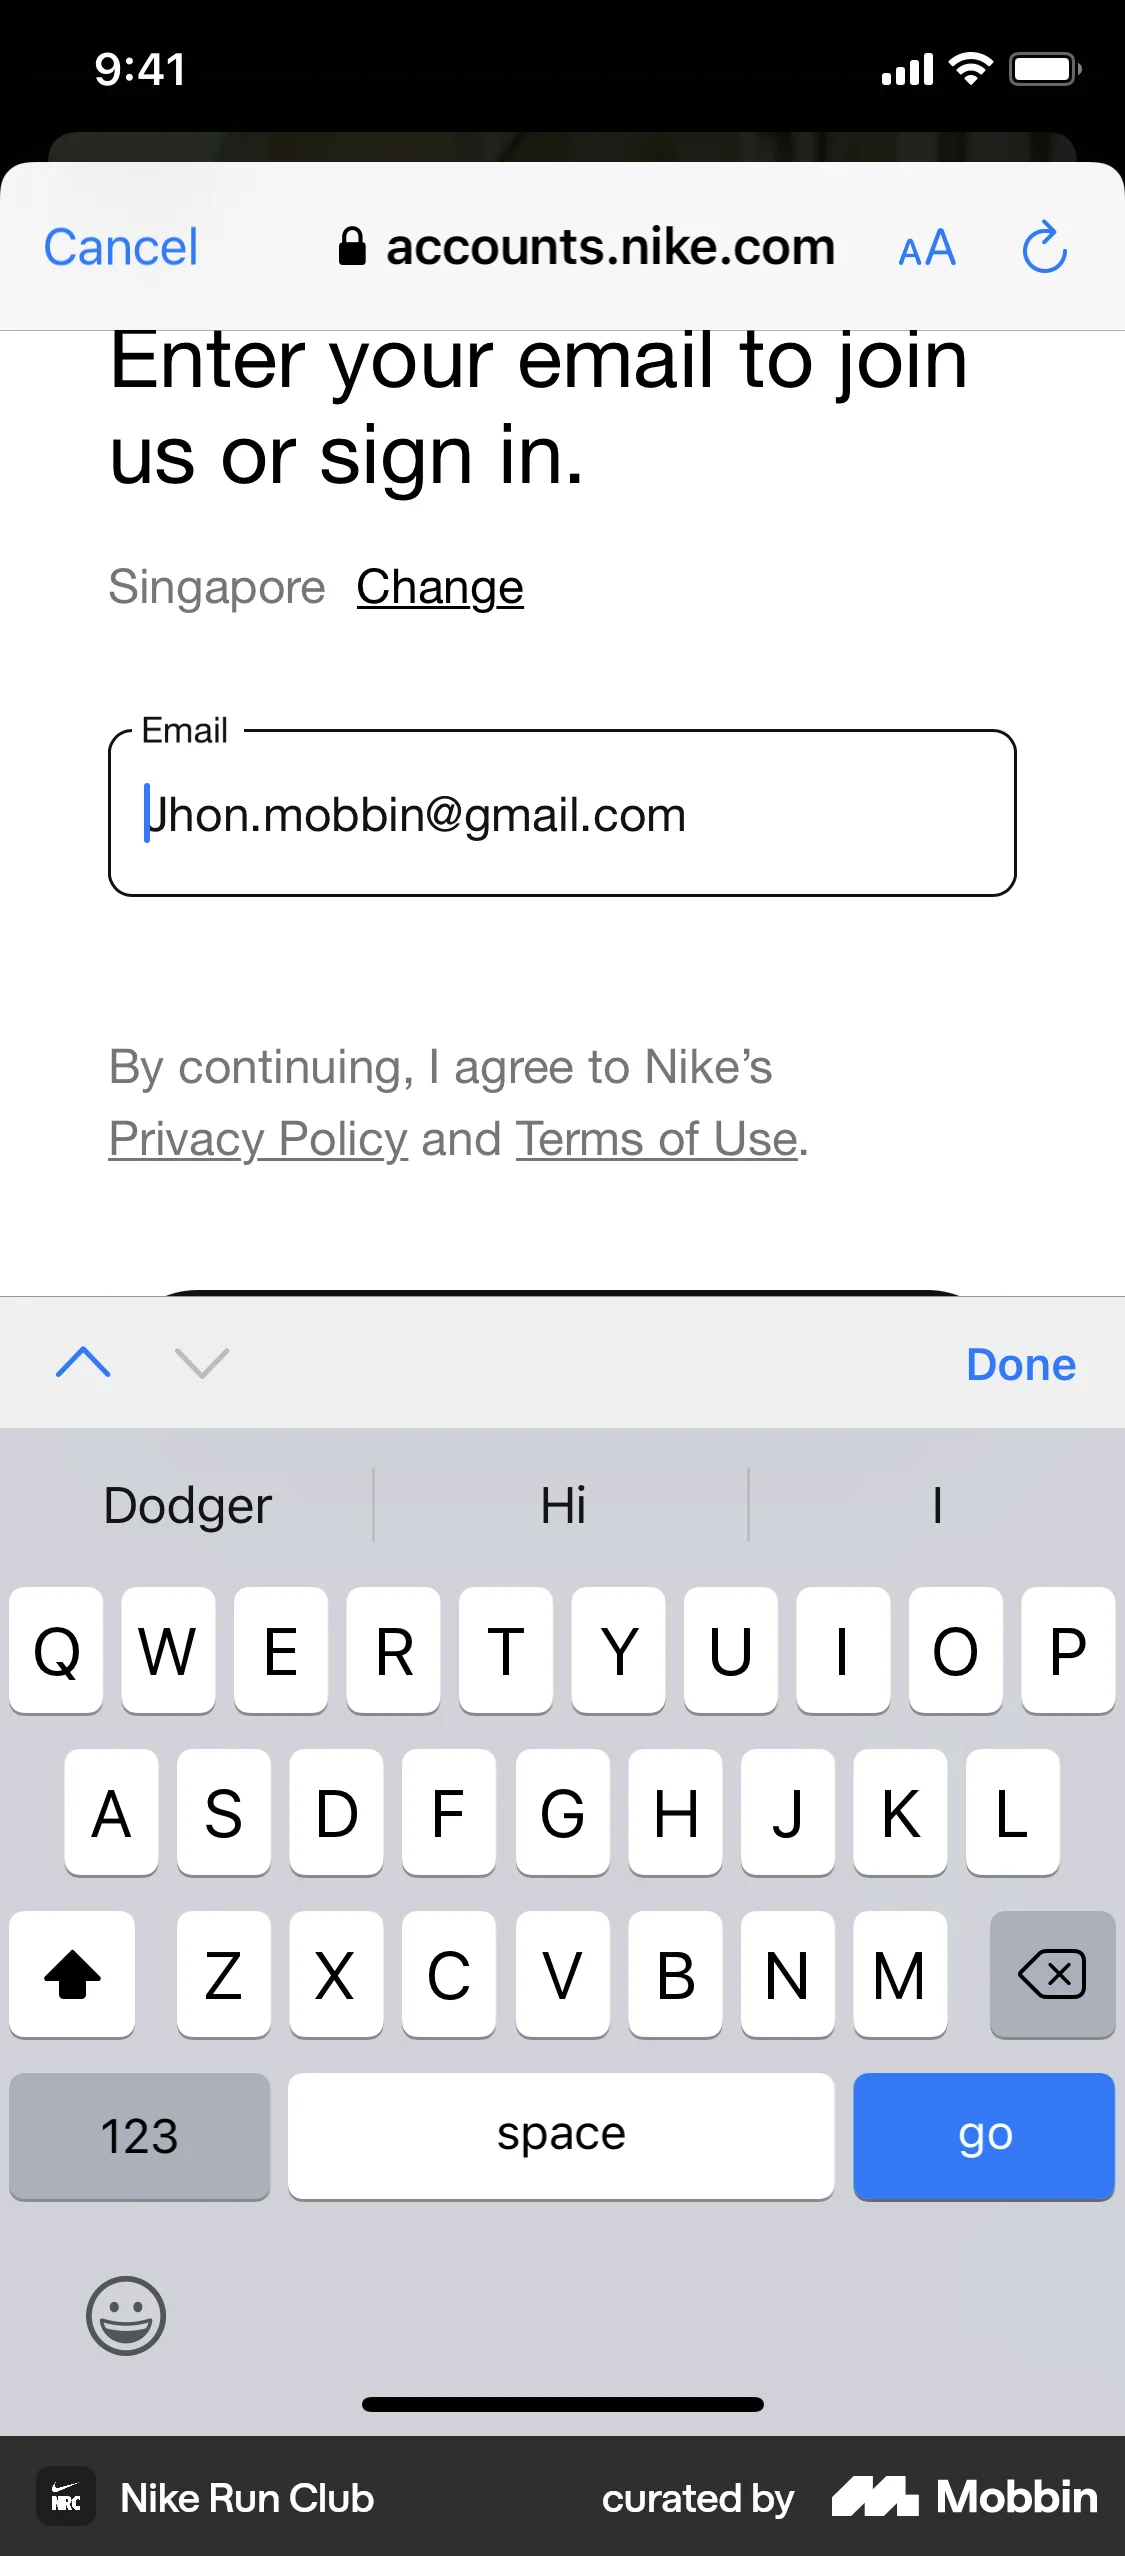 9:41
Cancel accounts.nike.com AA
Enter your email to join
us or sign in.
Singapore Change
Email
Jhon.mobbin@gmail.com
By continuing, I agree to Nike’s
Privacy Policy and Terms of Use.
Done
Dodger Hi I
Q W E R T Y U I O P
A S D F G H J K L
Z X C V B N M
123 space go
NRC Nike Run Club curated by Mobbin